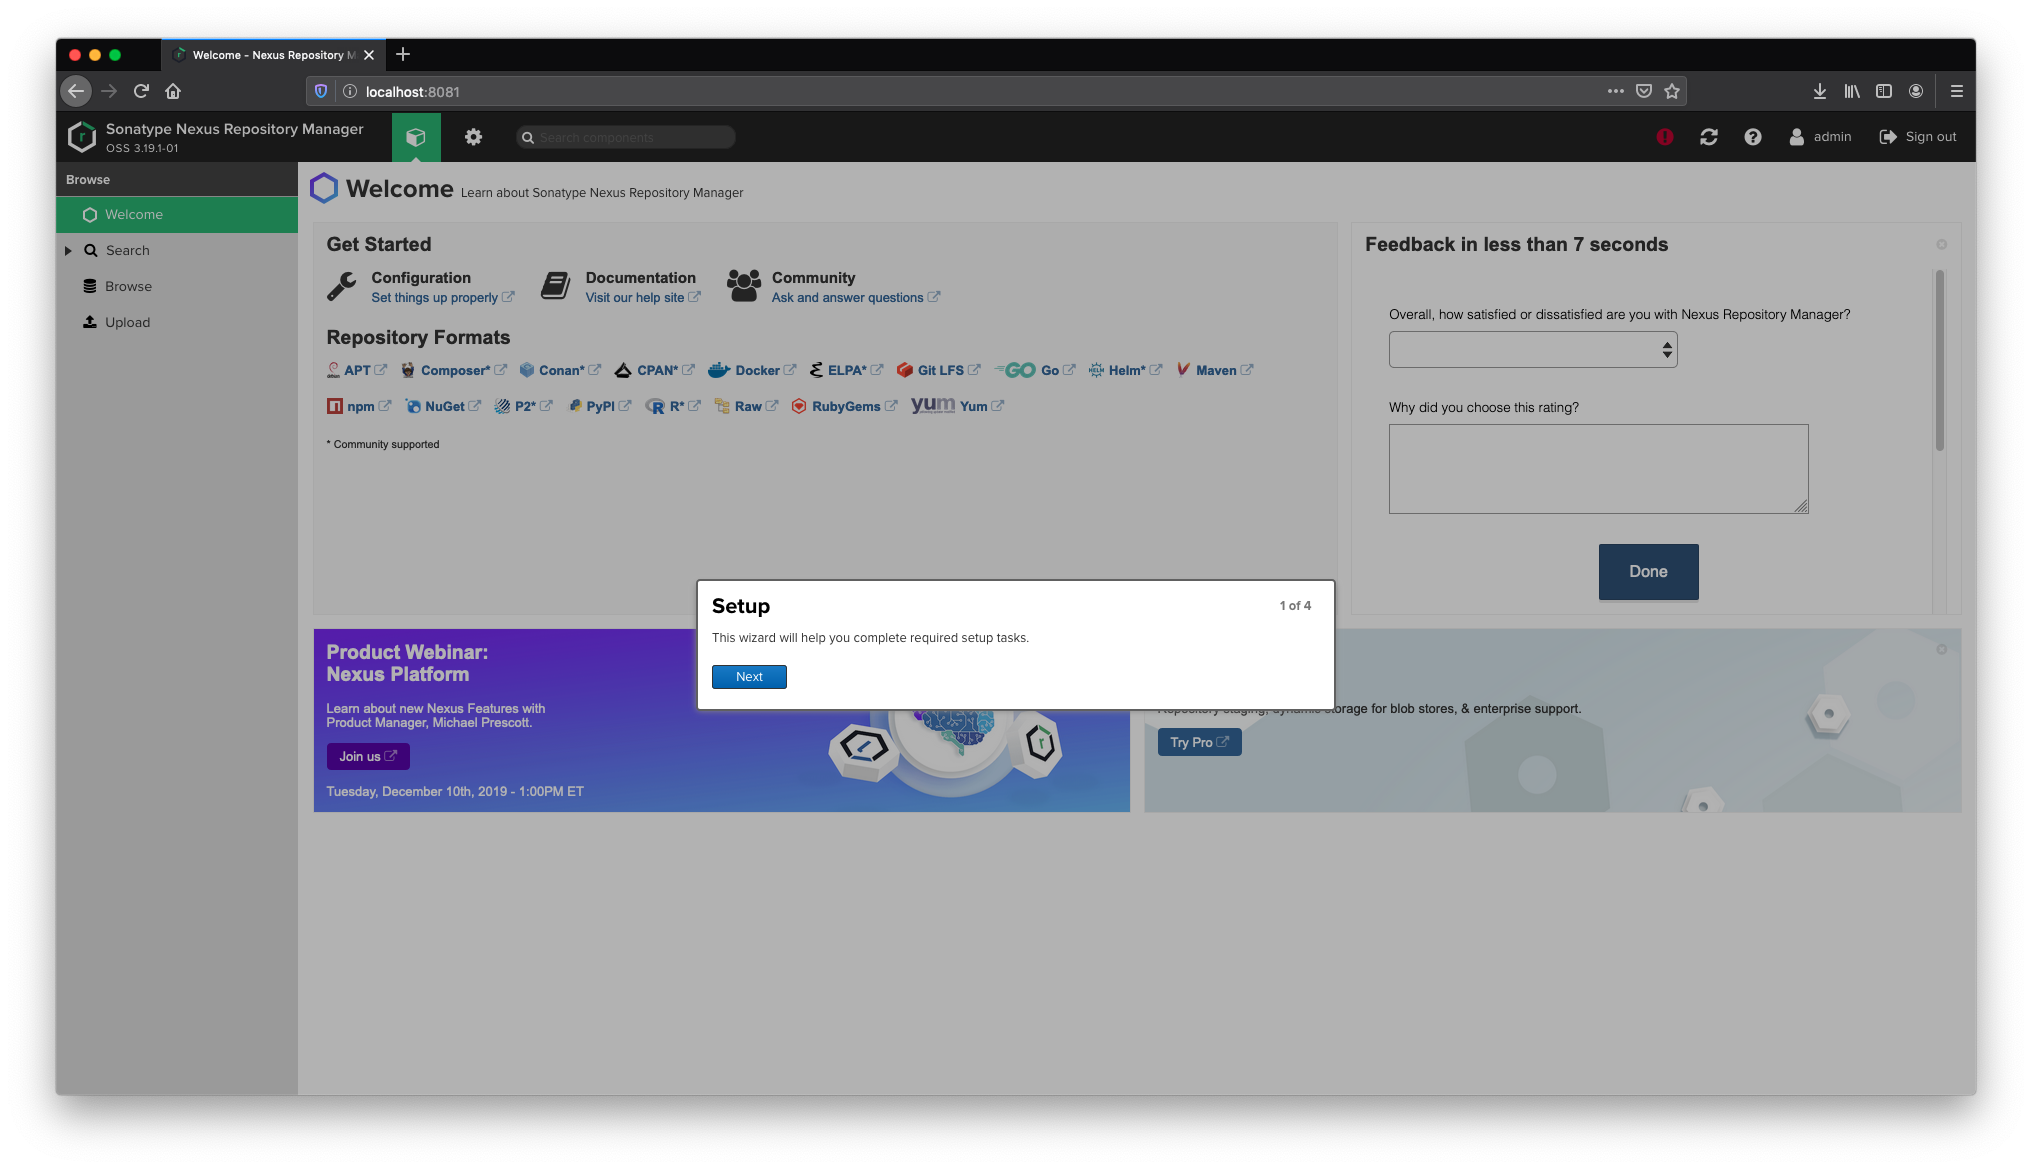 Welcome - Nexus Repository M
localhost:8081
Sonatype Nexus Repository Manager
OSS 3.19.1-01
Search components
admin
Sign out
Browse
Welcome
Search
Browse
Upload
Welcome Learn about Sonatype Nexus Repository Manager
Get Started
Configuration
Set things up properly
Documentation
Visit our help site
Community
Ask and answer questions
Repository Formats
APT Composer* Conan* CPAN* Docker ELPA* Git LFS GO Go HELM Helm* Maven
npm NuGet P2* PyPI R R* Raw RubyGems yum Yum
* Community supported
Feedback in less than 7 seconds
Overall, how satisfied or dissatisfied are you with Nexus Repository Manager?
Why did you choose this rating?
Done
Setup
1 of 4
This wizard will help you complete required setup tasks.
Next
Product Webinar:
Nexus Platform
Learn about new Nexus Features with
Product Manager, Michael Prescott.
Join us
Tuesday, December 10th, 2019 - 1:00PM ET
Repository staging, dynamic storage for blob stores, & enterprise support.
Try Pro